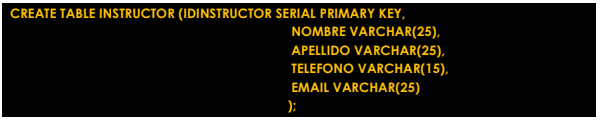 CREATE TABLE INSTRUCTOR (IDINSTRUCTOR SERIAL PRIMARY KEY,
NOMBRE VARCHAR(25),
APELLIDO VARCHAR(25),
TELEFONO VARCHAR(15),
EMAIL VARCHAR(25)
);